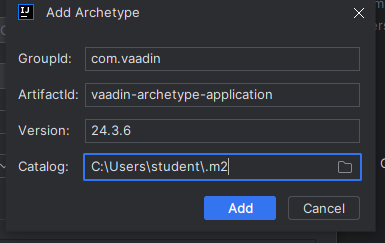 IJ Add Archetype
GroupId: com.vaadin
ArtifactId: vaadin-archetype-application
Version: 24.3.6
Catalog: C:\Users\student\.m2
Add Cancel